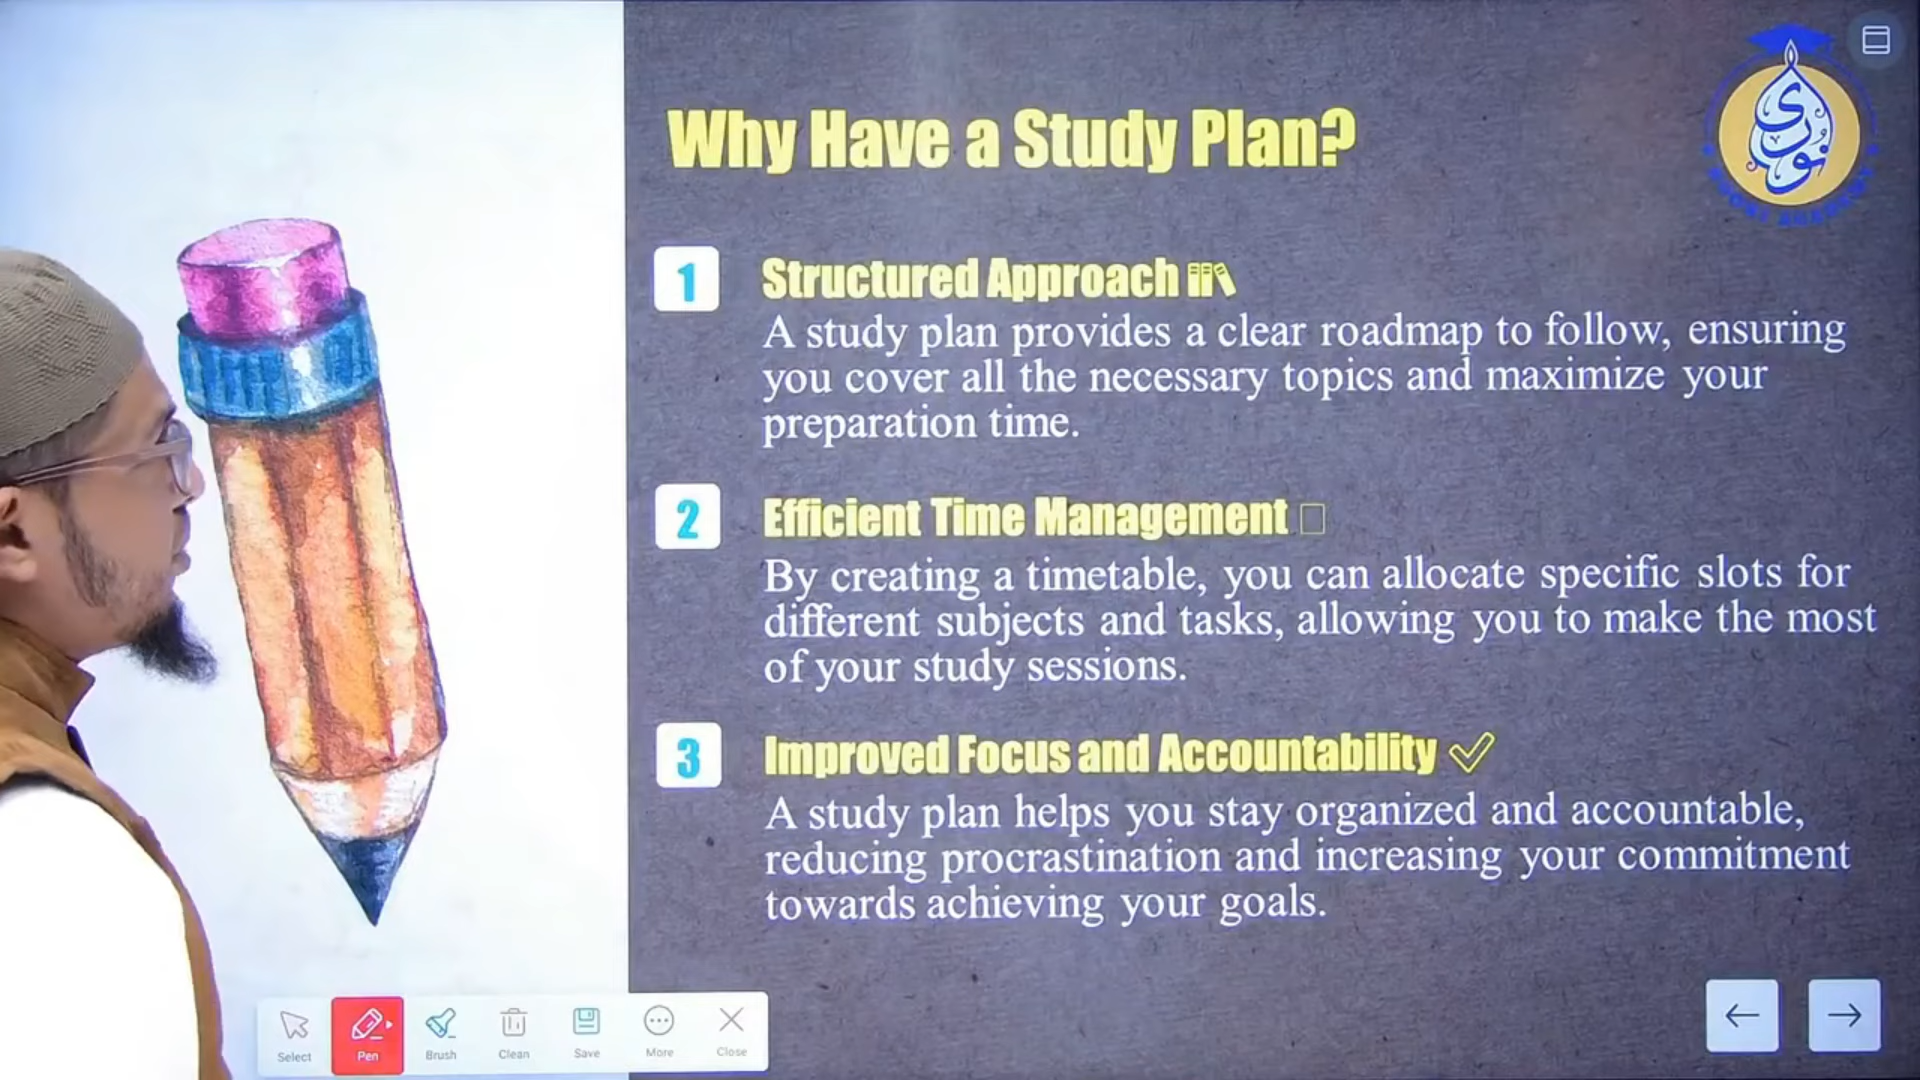 Why Have a Study Plan?
نوری
1
Structured Approach
A study plan provides a clear roadmap to follow, ensuring
you cover all the necessary topics and maximize your
preparation time.
2
Efficient Time Management
By creating a timetable, you can allocate specific slots for
different subjects and tasks, allowing you to make the most
of your study sessions.
3
Improved Focus and Accountability
A study plan helps you stay organized and accountable,
reducing procrastination and increasing your commitment
towards achieving your goals.
Select
Pen
Brush
Clean
Save
More
Close